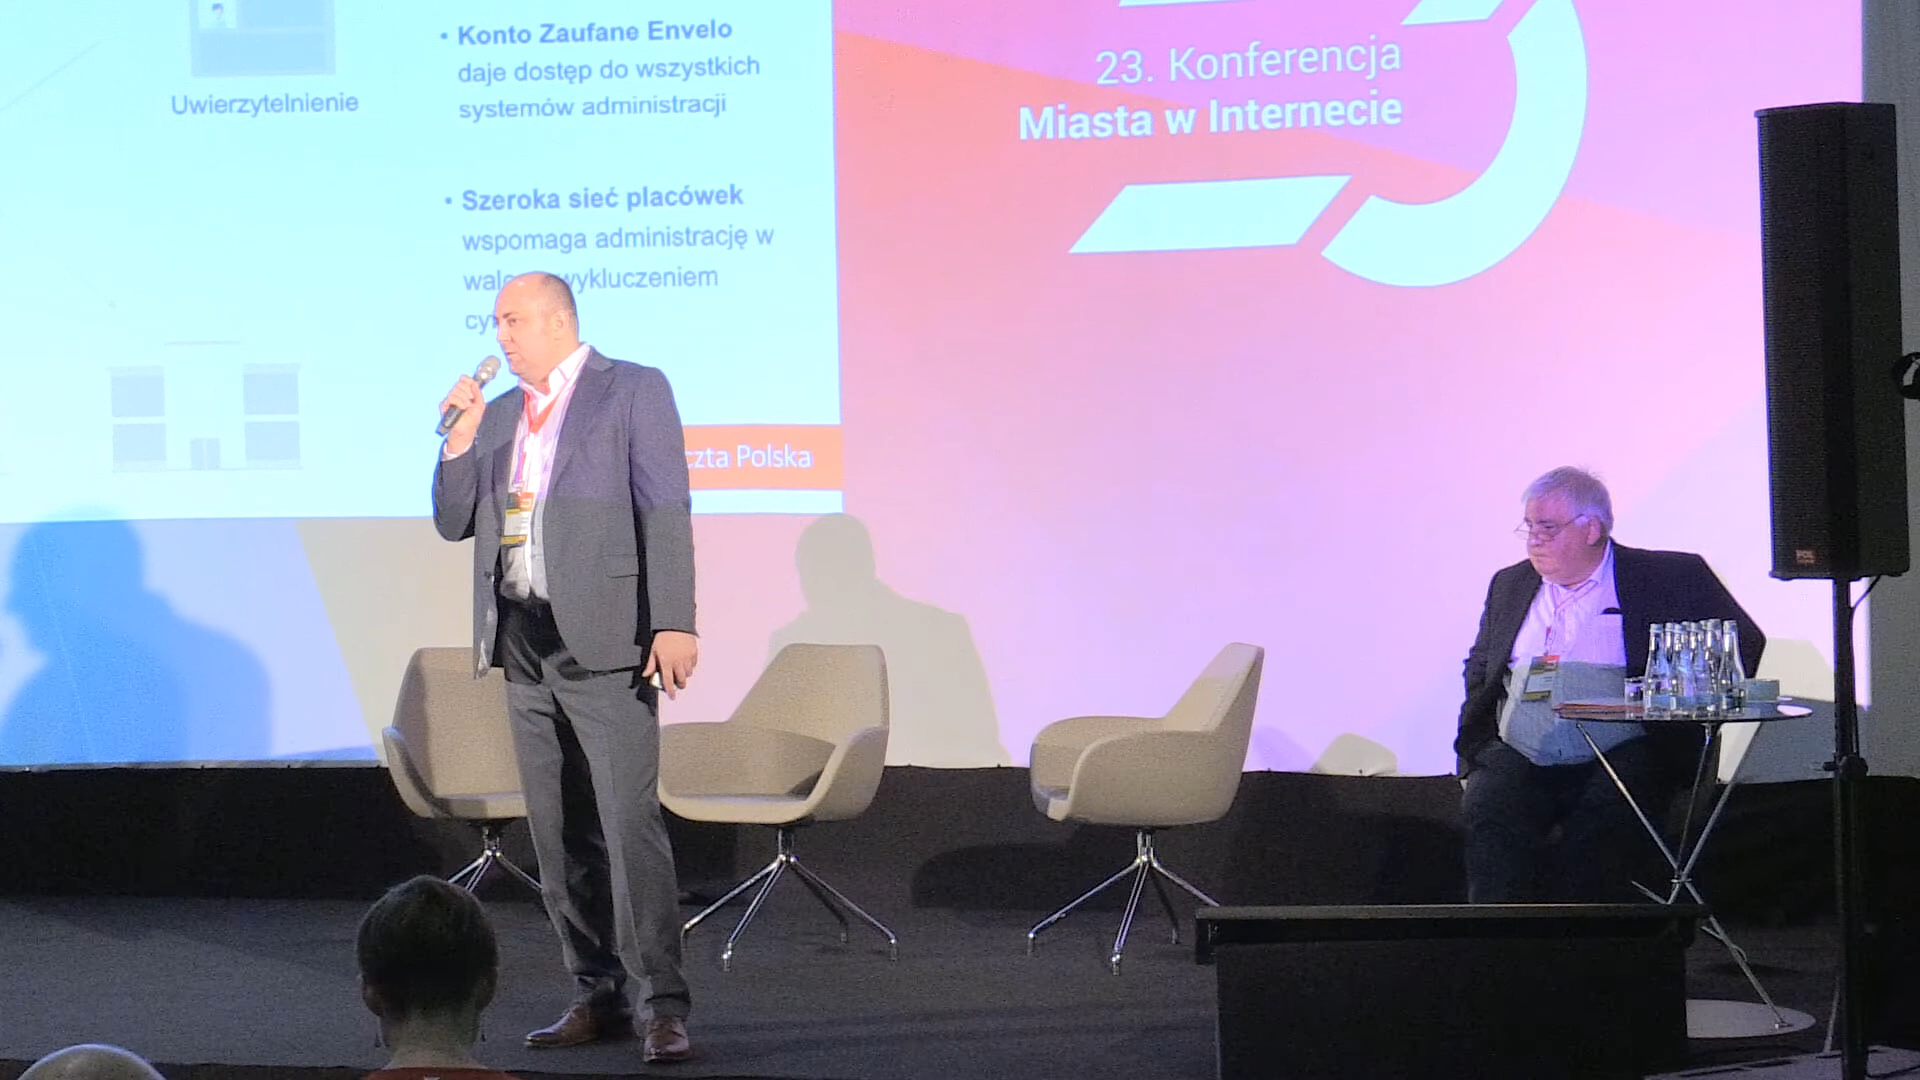 Uwierzytelnienie
• Konto Zaufane Envelo
daje dostęp do wszystkich
systemów administracji
• Szeroka sieć placówek
wspomaga administrację w
wykluczeniem
Polska
23. Konferencja
Miasta w Internecie